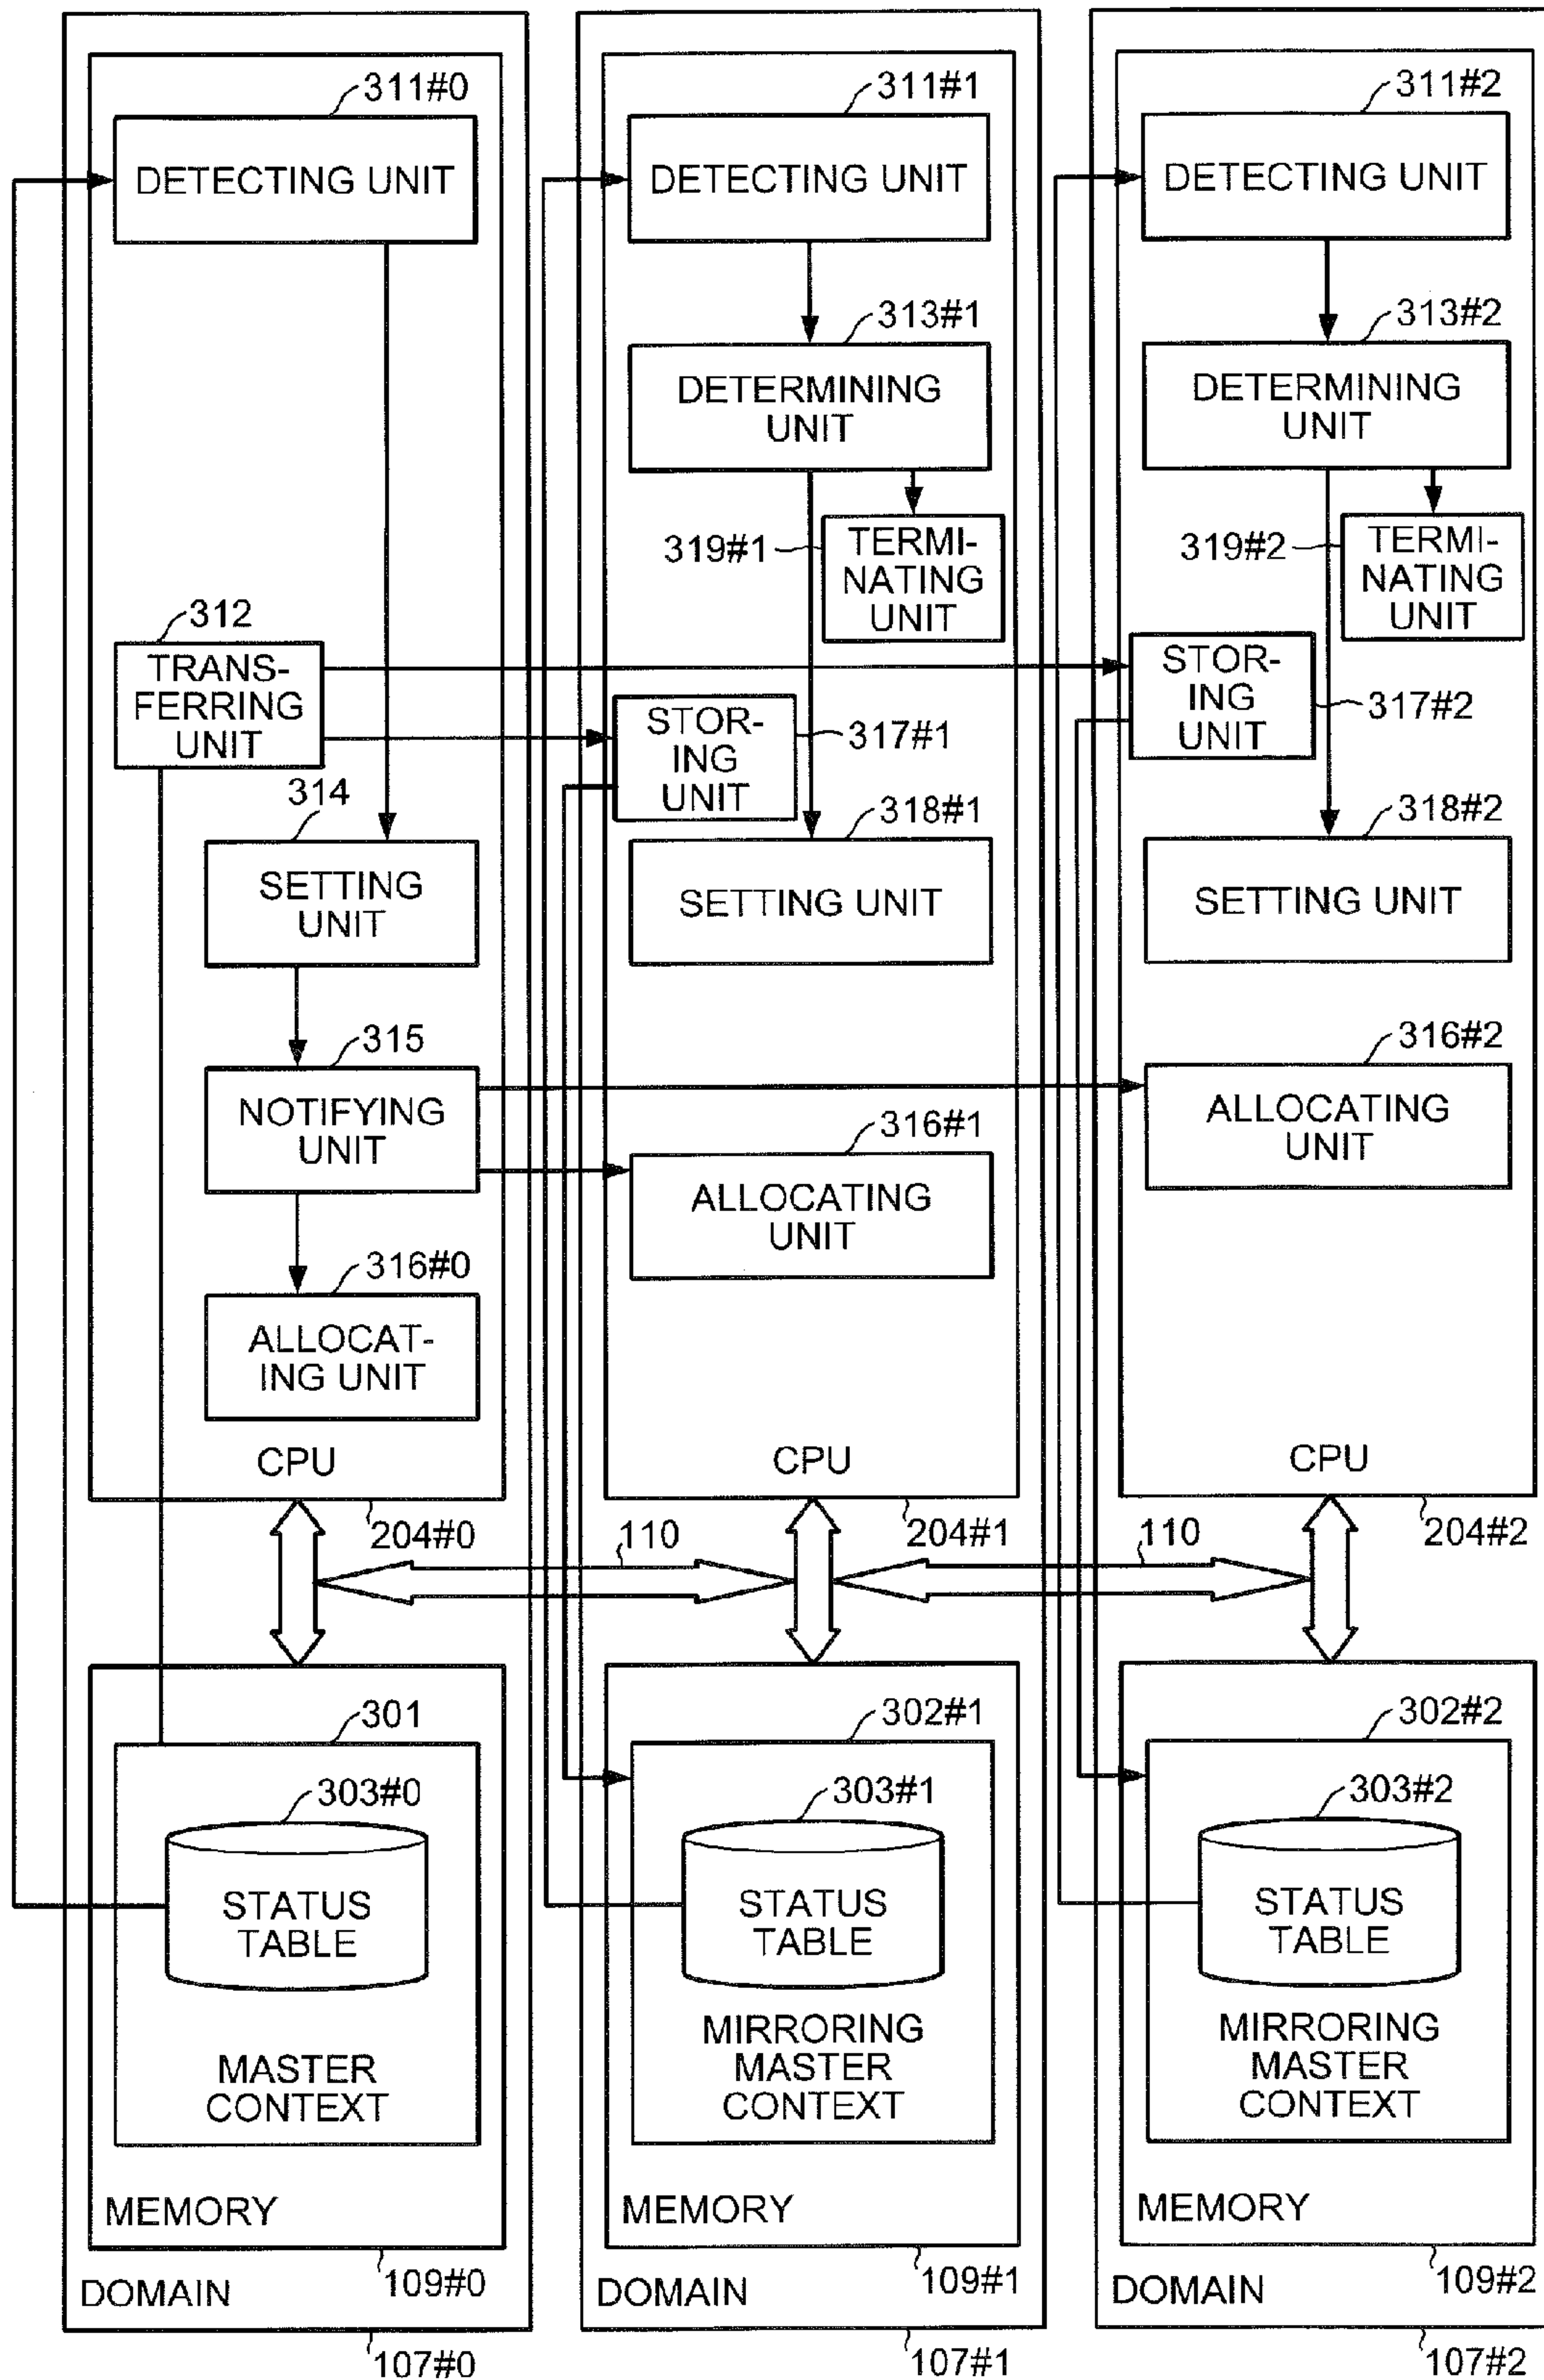 311#0
DETECTING UNIT
312
TRANS-
FERRING
UNIT
314
SETTING
UNIT
315
NOTIFYING
UNIT
316#0
ALLOCAT-
ING UNIT
CPU
204#0
301
303#0
STATUS
TABLE
MASTER
CONTEXT
MEMORY
109#0
DOMAIN
107#0
311#1
DETECTING UNIT
313#1
DETERMINING
UNIT
319#1
TERMI-
NATING
UNIT
STOR-
ING
UNIT
317#1
318#1
SETTING UNIT
316#1
ALLOCATING
UNIT
CPU
204#1
110
302#1
303#1
STATUS
TABLE
MIRRORING
MASTER
CONTEXT
MEMORY
109#1
DOMAIN
107#1
311#2
DETECTING UNIT
313#2
DETERMINING
UNIT
319#2
TERMI-
NATING
UNIT
STOR-
ING
UNIT
317#2
318#2
SETTING UNIT
316#2
ALLOCATING
UNIT
CPU
204#2
110
302#2
303#2
STATUS
TABLE
MIRRORING
MASTER
CONTEXT
MEMORY
109#2
DOMAIN
107#2